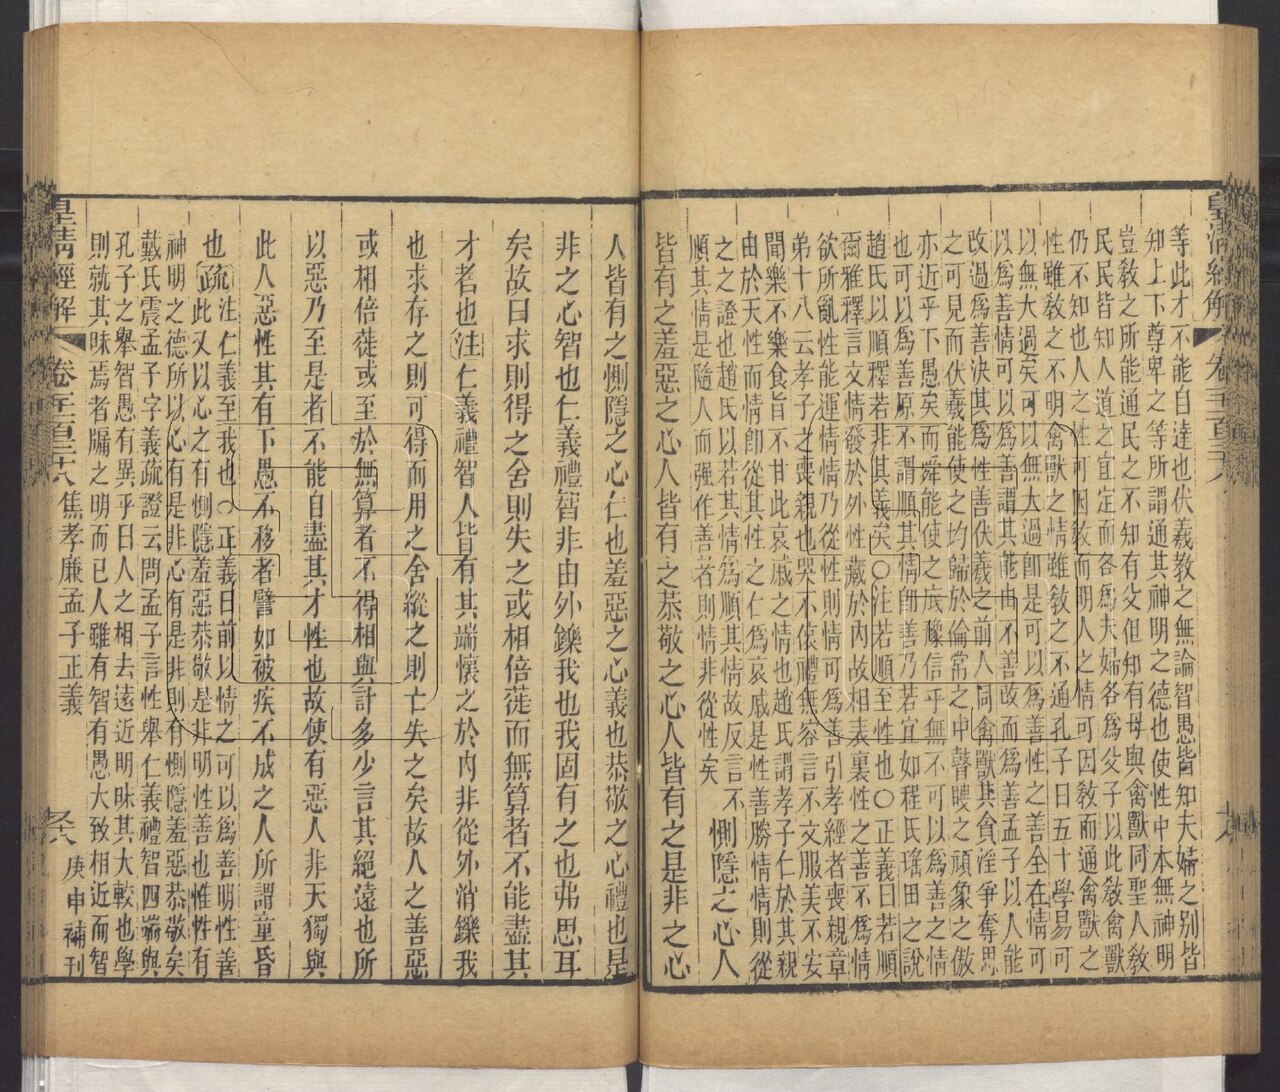 等此才不能自達也伏羲教之無論智愚皆知夫婦之別皆
知上下尊卑之等所謂通其神明之德也使性中本無神明
豈敎之所能通民之不知有父但知有母與禽獸同聖人敎
民民皆知人道之宜定而各爲夫婦各爲父子以此敎禽獸
仍不知也人之性可因敎而明人之情可因敎而通禽獸之
性雖敎之不明禽獸之情雖敎之不通孔子曰五十學易可
以無大過矣可以無大過卽是可以爲善性之善全在情可
以爲善情可以爲善謂其能由不善改而爲善孟子以人能
改過爲善決其爲性善伏羲之前人同禽獸其貪淫爭奪思
之可見而伏羲能使之均歸於倫常之中瞽瞍之頑象之傲
亦近乎下愚矣而舜能使之底豫信乎無不可以爲善之情
也可以爲善原不謂順其情卽善乃若宜如程氏瑤田之說
趙氏以順釋若非其義矣○注若順至性也○正義曰若順
爾雅釋言文情發於外性藏於內故相表裏性之善不爲情
欲所亂性能運情情乃從性則情可爲善引孝經者喪親章
弟十八云孝子之喪親也哭不依禮無容言不文服美不安
聞樂不樂食旨不甘此哀戚之情也趙氏謂孝子仁於其親
由於天性而情卽從其性之仁爲哀戚是性善勝情情則從
之之證也趙氏以若其情爲順其情故反言不
順其情是隨人而强作善者則情非從性矣
惻隱之心人
皆有之羞惡之心人皆有之恭敬之心人皆有之是非之心
人皆有之惻隱之心仁也羞惡之心義也恭敬之心禮也是
非之心智也仁義禮智非由外鑠我也我固有之也弗思耳
矣故曰求則得之舍則失之或相倍蓰而無算者不能盡其
才者也注仁義禮智人皆有其端懷之於內非從外消鑠我
也求存之則可得而用之舍縱之則亡失之矣故人之善惡
或相倍蓰或至於無算者不得相與計多少言其絕遠也所
以惡乃至是者不能自盡其才性也故使有惡人非天獨與
此人惡性其有下愚不移者譬如被疾不成之人所謂童昏
也疏注仁義至我也○正義曰前以情之可以爲善明性善
此又以心之有惻隱羞惡恭敬是非明性善也惟性有
神明之德所以心有是非心有是非則有惻隱羞惡恭敬矣
戴氏震孟子字義疏證云問孟子言性舉仁義禮智四端與
孔子之舉智愚有異乎曰人之相去遠近明昧其大較也學
則就其昧焉者牖之明而已人雖有智有愚大致相近而智
皇淸經解
焦孝廉孟子正義
庚申補刊